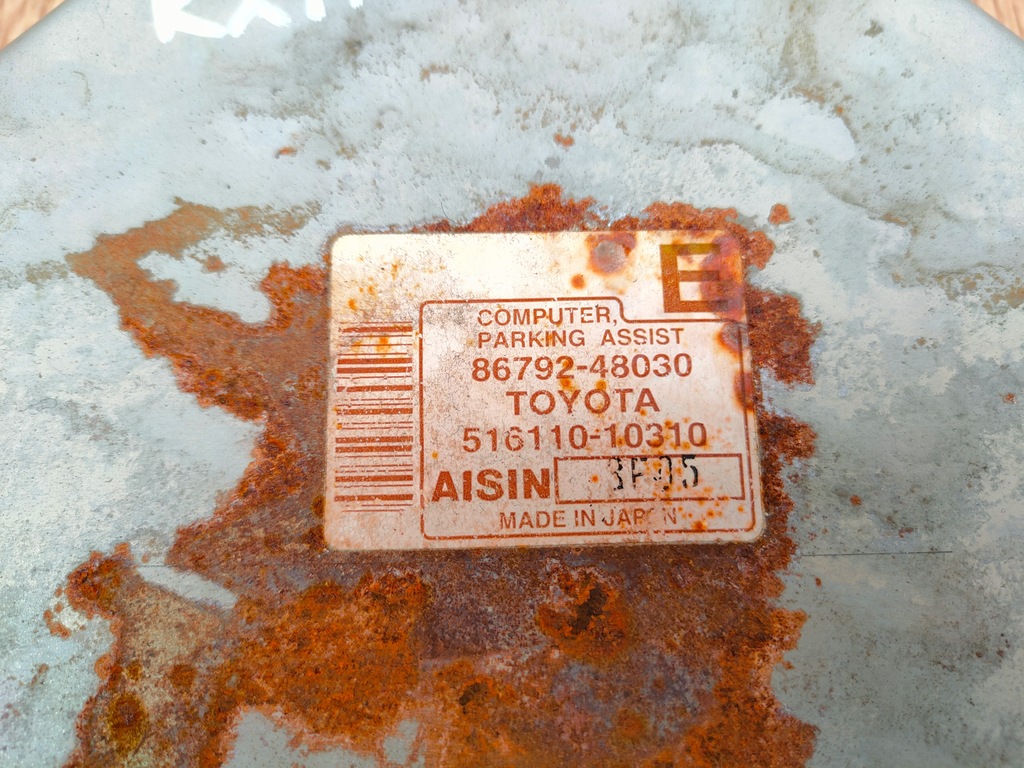 E
COMPUTER,
PARKING ASSIST
86792-48030
TOYOTA
516110-10310
AISIN
MADE IN JAPAN